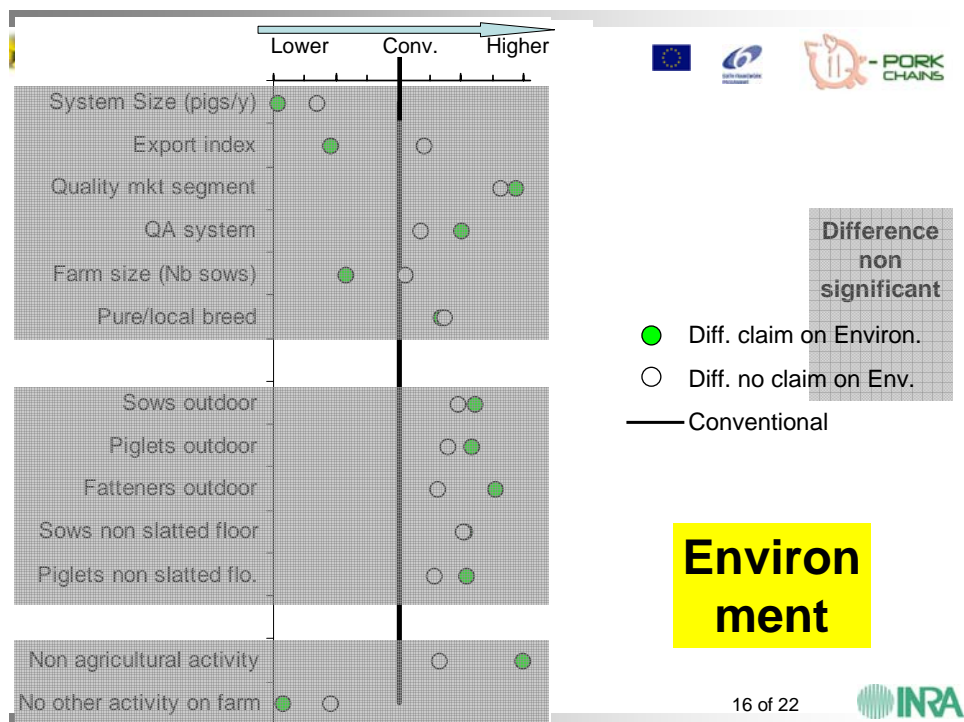 Lower Conv. Higher
System Size (pigs/y)
Export index
Quality mkt segment
QA system
Farm size (Nb sows)
Pure/local breed
Sows outdoor
Piglets outdoor
Fatteners outdoor
Sows non slatted floor
Piglets non slatted flo.
Non agricultural activity
No other activity on farm
- PORK
CHAINS
Difference
non
significant
Diff. claim on Environ.
Diff. no claim on Env.
Conventional
Environ
ment
16 of 22
INRA